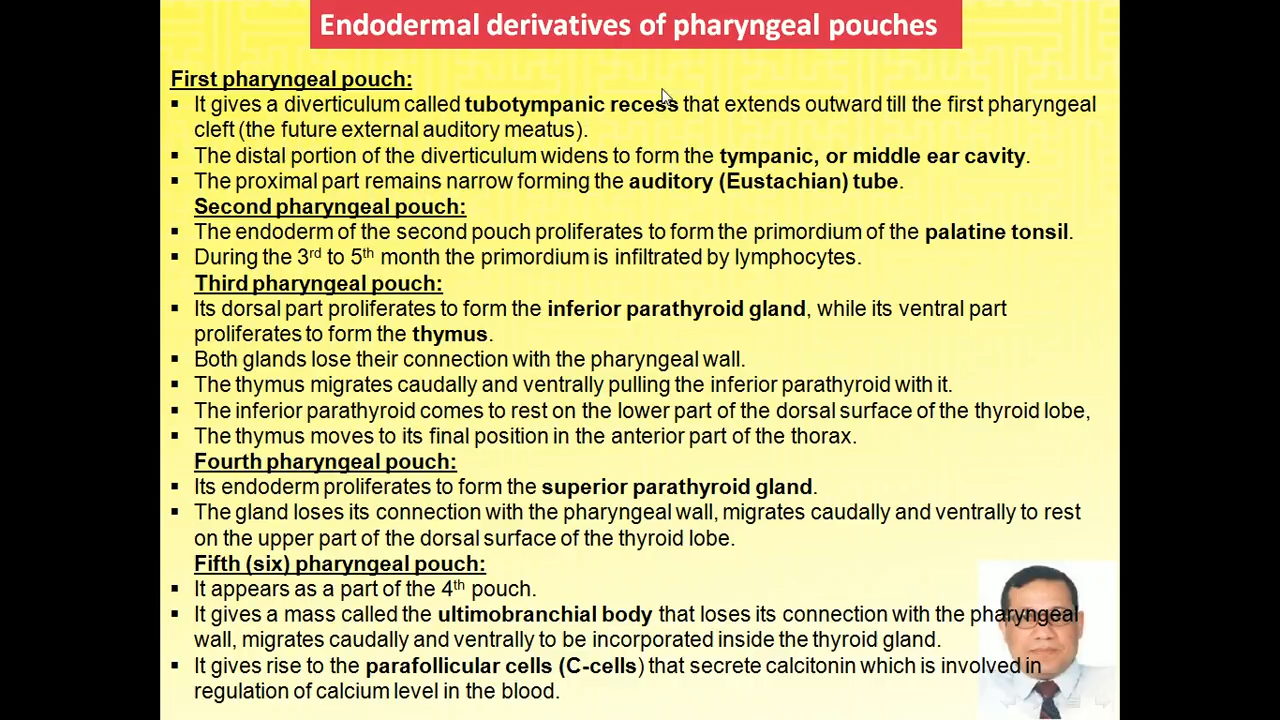 Endodermal derivatives of pharyngeal pouches
First pharyngeal pouch:
▪ It gives a diverticulum called tubotympanic recess that extends outward till the first pharyngeal
cleft (the future external auditory meatus).
▪ The distal portion of the diverticulum widens to form the tympanic, or middle ear cavity.
▪ The proximal part remains narrow forming the auditory (Eustachian) tube.
Second pharyngeal pouch:
▪ The endoderm of the second pouch proliferates to form the primordium of the palatine tonsil.
▪ During the 3rd to 5th month the primordium is infiltrated by lymphocytes.
Third pharyngeal pouch:
▪ Its dorsal part proliferates to form the inferior parathyroid gland, while its ventral part
proliferates to form the thymus.
▪ Both glands lose their connection with the pharyngeal wall.
▪ The thymus migrates caudally and ventrally pulling the inferior parathyroid with it.
▪ The inferior parathyroid comes to rest on the lower part of the dorsal surface of the thyroid lobe,
▪ The thymus moves to its final position in the anterior part of the thorax.
Fourth pharyngeal pouch:
▪ Its endoderm proliferates to form the superior parathyroid gland.
▪ The gland loses its connection with the pharyngeal wall, migrates caudally and ventrally to rest
on the upper part of the dorsal surface of the thyroid lobe.
Fifth (six) pharyngeal pouch:
▪ It appears as a part of the 4th pouch.
▪ It gives a mass called the ultimobranchial body that loses its connection with the pharyngeal
wall, migrates caudally and ventrally to be incorporated inside the thyroid gland.
▪ It gives rise to the parafollicular cells (C-cells) that secrete calcitonin which is involved in
regulation of calcium level in the blood.